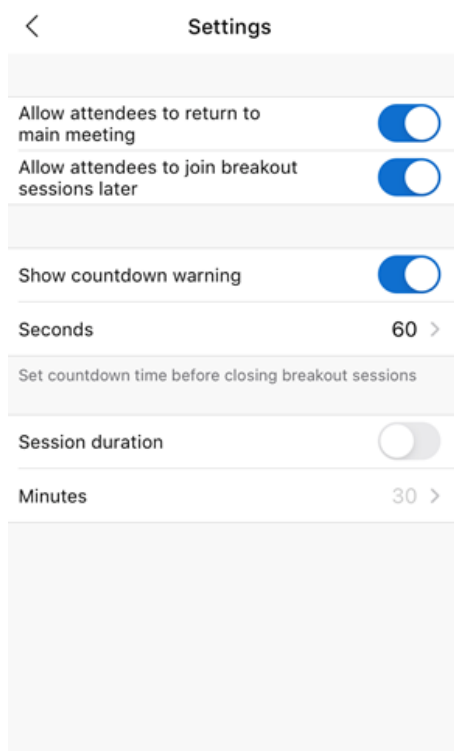 Settings
Allow attendees to return to
main meeting
Allow attendees to join breakout
sessions later
Show countdown warning
Seconds 60
Set countdown time before closing breakout sessions
Session duration
Minutes 30